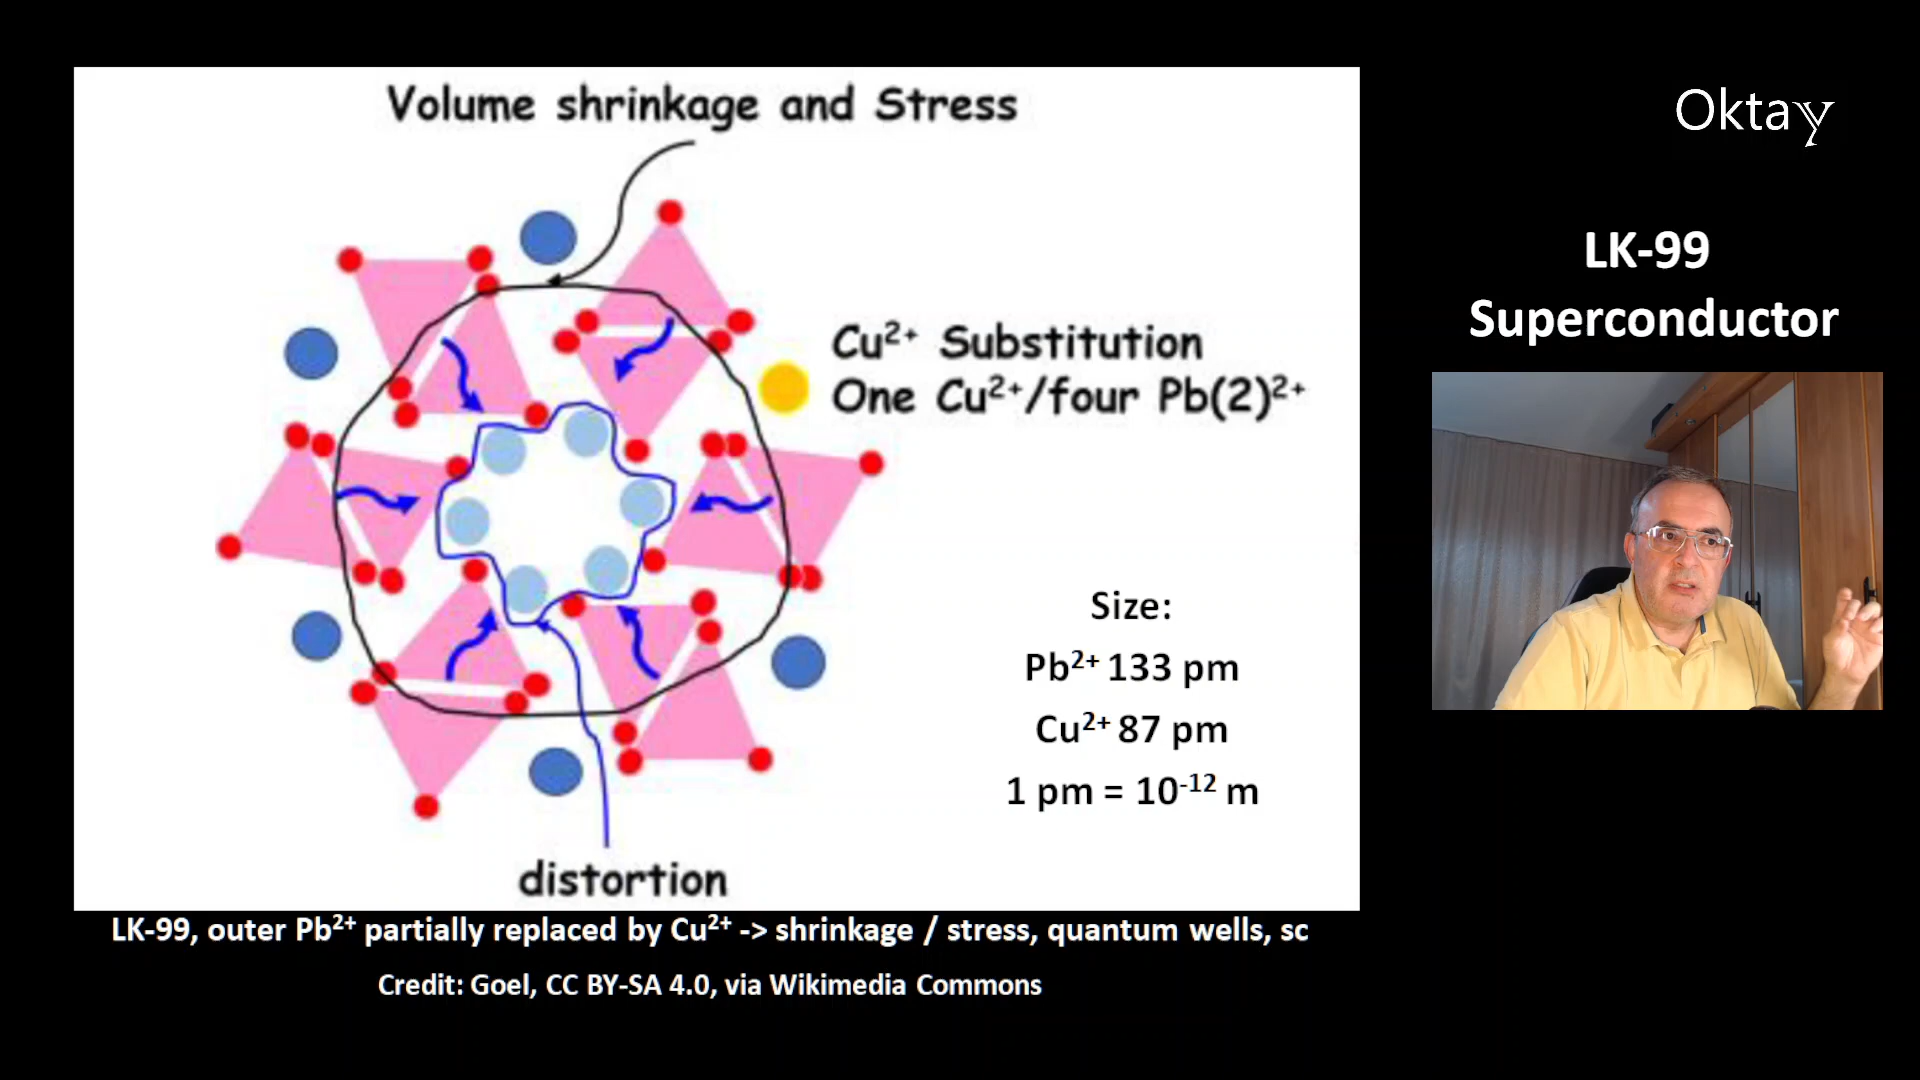 Volume shrinkage and Stress
Cu²⁺ Substitution
One Cu²⁺/four Pb(2)²⁺
Size:
Pb²⁺ 133 pm
Cu²⁺ 87 pm
1 pm = 10⁻¹² m
distortion
LK-99, outer Pb²⁺ partially replaced by Cu²⁺ -> shrinkage / stress, quantum wells, sc
Credit: Goel, CC BY-SA 4.0, via Wikimedia Commons
Oktay
LK-99
Superconductor